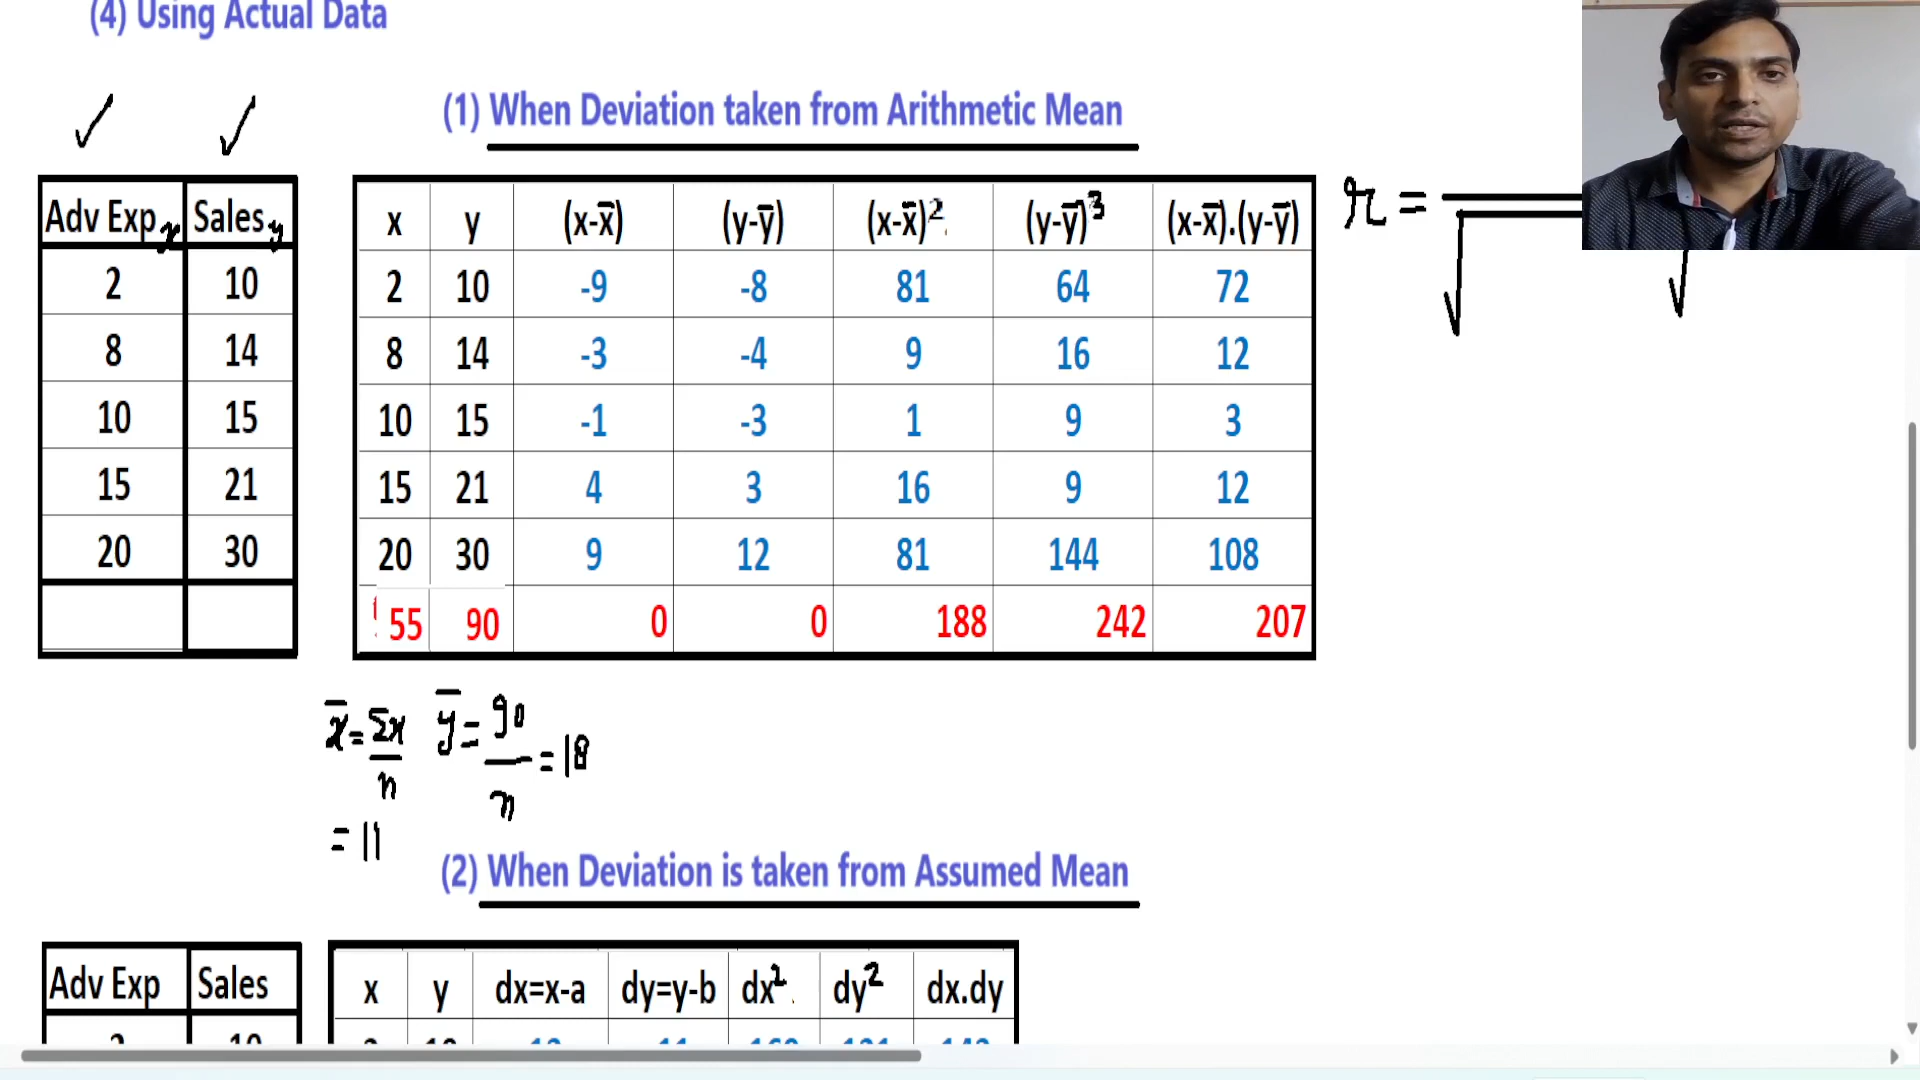 (4) Using Actual Data
(1) When Deviation taken from Arithmetic Mean
Adv Exp x Sales y
2 10
8 14
10 15
15 21
20 30
x y (x-x̅) (y-y̅) (x-x̅)² (y-y̅)³ (x-x̅).(y-y̅)
2 10 -9 -8 81 64 72
8 14 -3 -4 9 16 12
10 15 -1 -3 1 9 3
15 21 4 3 16 9 12
20 30 9 12 81 144 108
55 90 0 0 188 242 207
r =
x̅ = Σx/n
= 11
y̅ = 90/n = 18
(2) When Deviation is taken from Assumed Mean
Adv Exp Sales
x y dx=x-a dy=y-b dx² dy² dx.dy